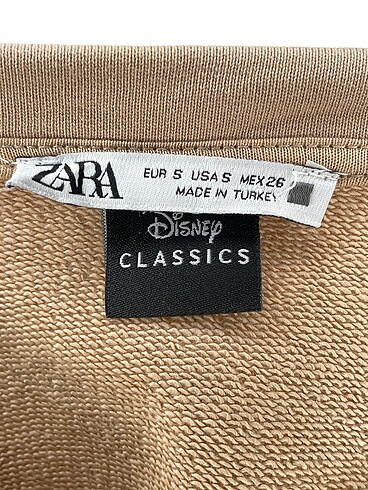 ZARA
EUR S USA S MEX 26
MADE IN TURKEY
Disney
CLASSICS